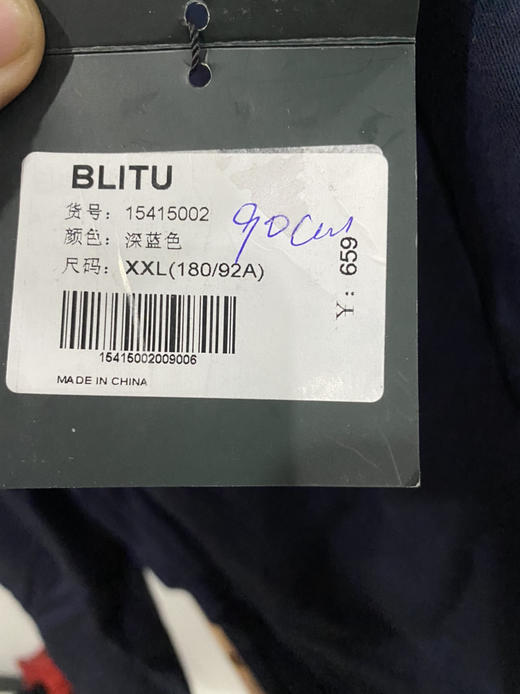 BLITU
货号: 15415002
90cm
颜色: 深蓝色
尺码: XXL(180/92A)
Y: 659
15415002009006
MADE IN CHINA